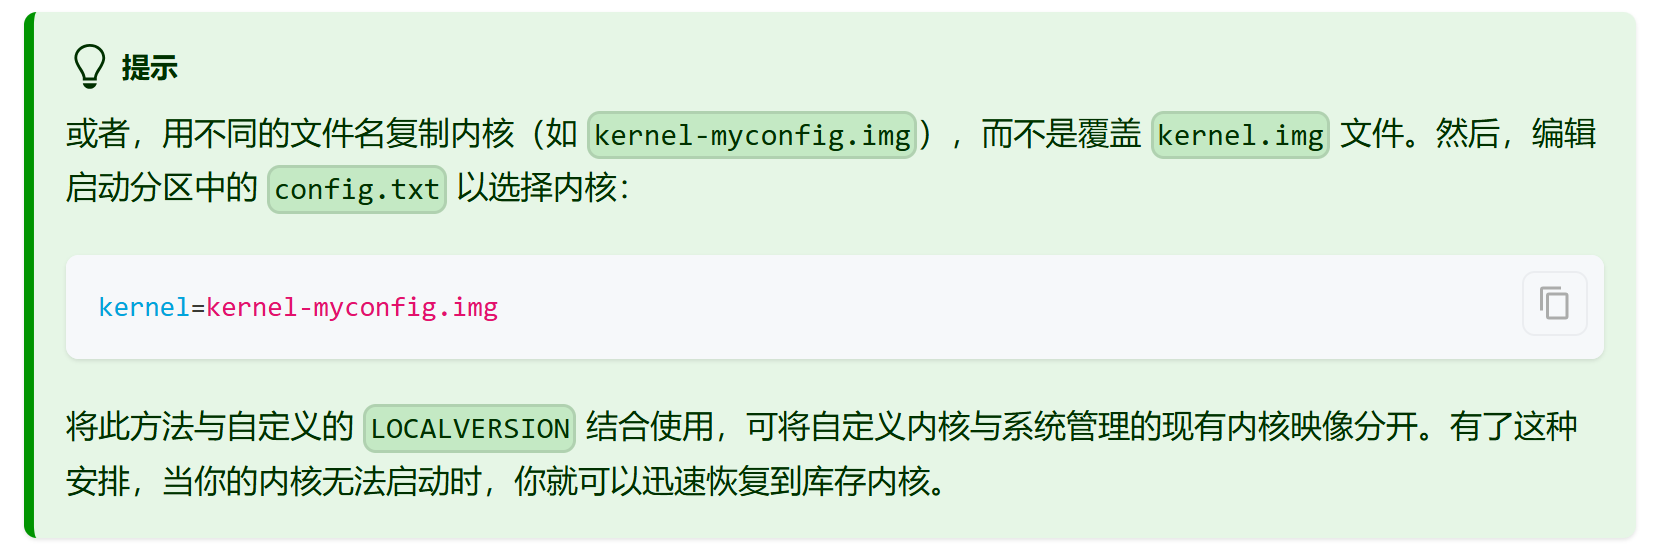 提示
或者，用不同的文件名复制内核（如 kernel-myconfig.img），而不是覆盖 kernel.img 文件。然后，编辑
启动分区中的 config.txt 以选择内核：
kernel=kernel-myconfig.img
将此方法与自定义的 LOCALVERSION 结合使用，可将自定义内核与系统管理的现有内核映像分开。有了这种
安排，当你的内核无法启动时，你就可以迅速恢复到库存内核。